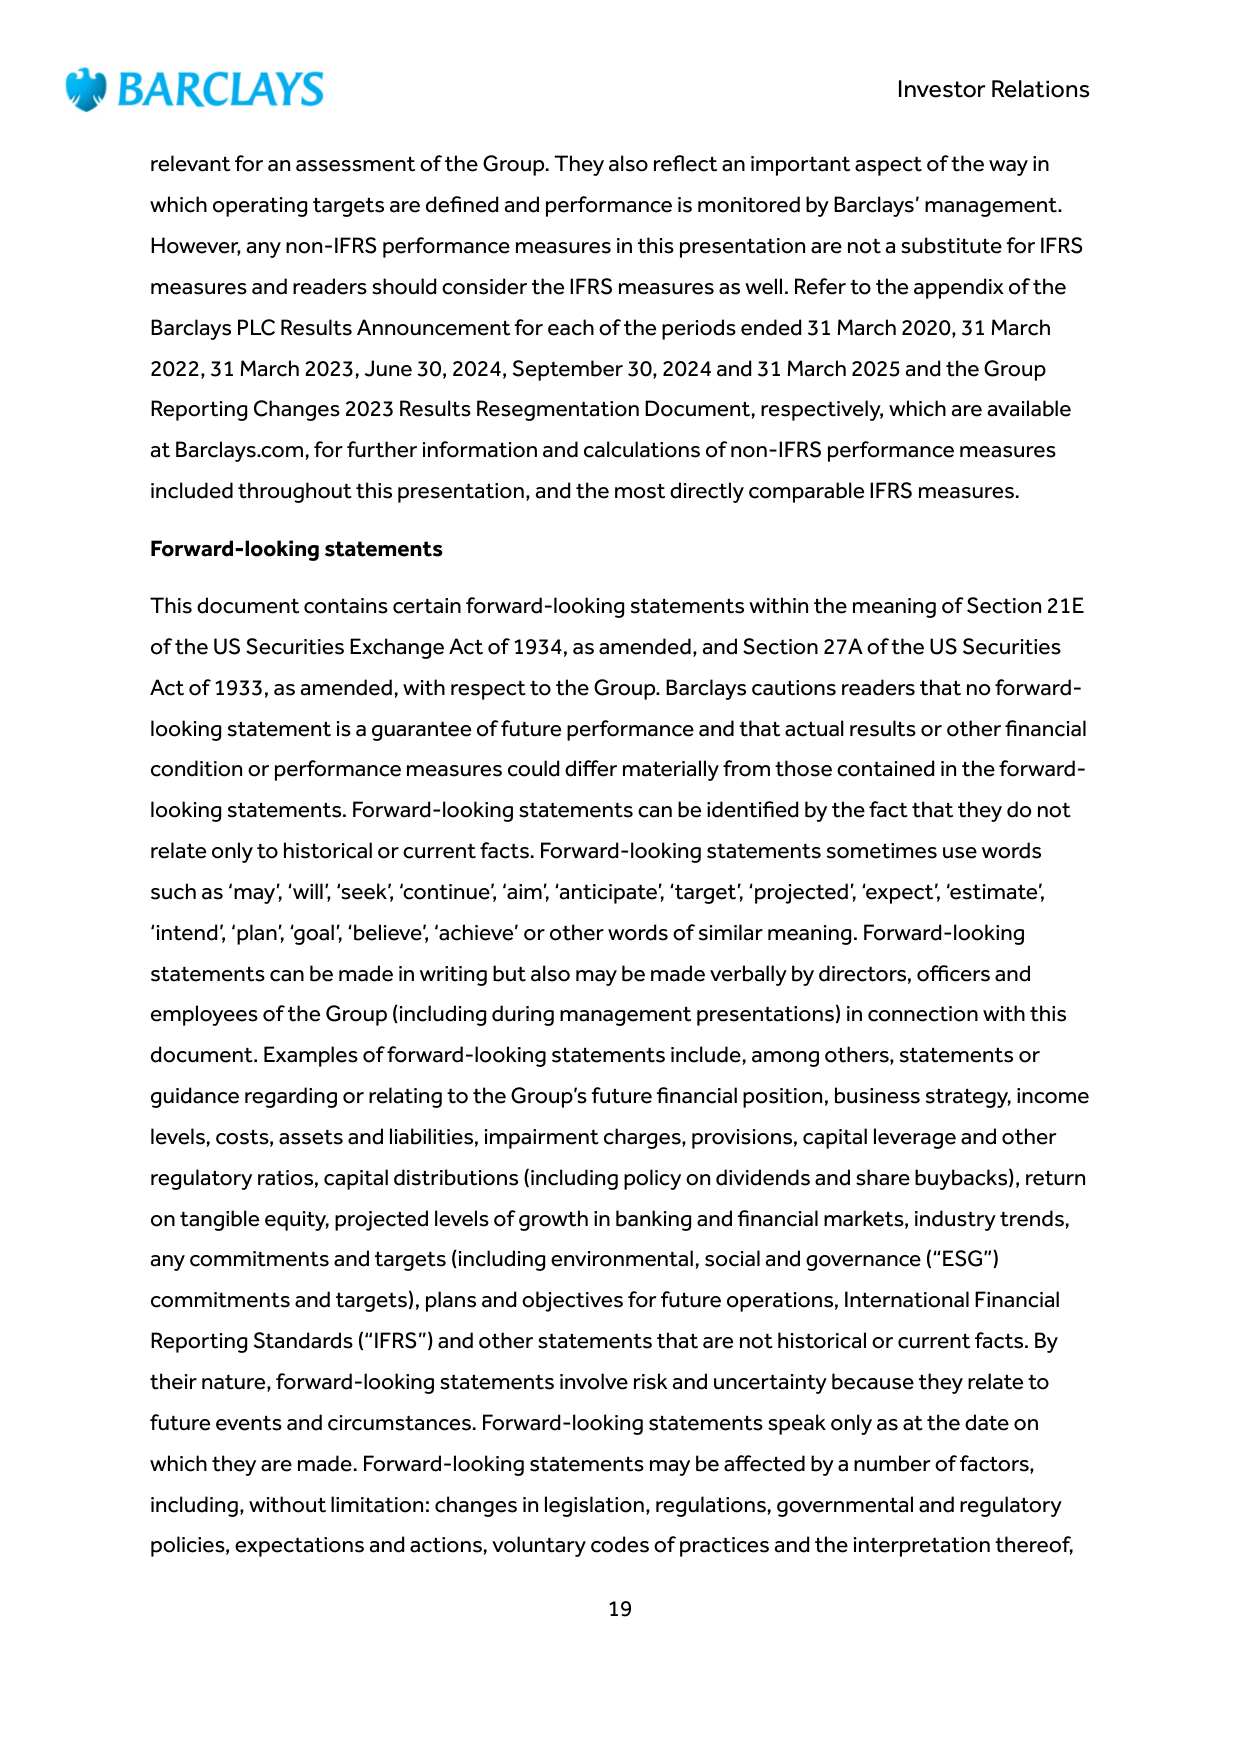 BARCLAYS
Investor Relations
relevant for an assessment of the Group. They also reflect an important aspect of the way in
which operating targets are defined and performance is monitored by Barclays’ management.
However, any non-IFRS performance measures in this presentation are not a substitute for IFRS
measures and readers should consider the IFRS measures as well. Refer to the appendix of the
Barclays PLC Results Announcement for each of the periods ended 31 March 2020, 31 March
2022, 31 March 2023, June 30, 2024, September 30, 2024 and 31 March 2025 and the Group
Reporting Changes 2023 Results Resegmentation Document, respectively, which are available
at Barclays.com, for further information and calculations of non-IFRS performance measures
included throughout this presentation, and the most directly comparable IFRS measures.
Forward-looking statements
This document contains certain forward-looking statements within the meaning of Section 21E
of the US Securities Exchange Act of 1934, as amended, and Section 27A of the US Securities
Act of 1933, as amended, with respect to the Group. Barclays cautions readers that no forward-
looking statement is a guarantee of future performance and that actual results or other financial
condition or performance measures could differ materially from those contained in the forward-
looking statements. Forward-looking statements can be identified by the fact that they do not
relate only to historical or current facts. Forward-looking statements sometimes use words
such as ‘may’, ‘will’, ‘seek’, ‘continue’, ‘aim’, ‘anticipate’, ‘target’, ‘projected’, ‘expect’, ‘estimate’,
‘intend’, ‘plan’, ‘goal’, ‘believe’, ‘achieve’ or other words of similar meaning. Forward-looking
statements can be made in writing but also may be made verbally by directors, officers and
employees of the Group (including during management presentations) in connection with this
document. Examples of forward-looking statements include, among others, statements or
guidance regarding or relating to the Group’s future financial position, business strategy, income
levels, costs, assets and liabilities, impairment charges, provisions, capital leverage and other
regulatory ratios, capital distributions (including policy on dividends and share buybacks), return
on tangible equity, projected levels of growth in banking and financial markets, industry trends,
any commitments and targets (including environmental, social and governance (“ESG”)
commitments and targets), plans and objectives for future operations, International Financial
Reporting Standards (“IFRS”) and other statements that are not historical or current facts. By
their nature, forward-looking statements involve risk and uncertainty because they relate to
future events and circumstances. Forward-looking statements speak only as at the date on
which they are made. Forward-looking statements may be affected by a number of factors,
including, without limitation: changes in legislation, regulations, governmental and regulatory
policies, expectations and actions, voluntary codes of practices and the interpretation thereof,
19